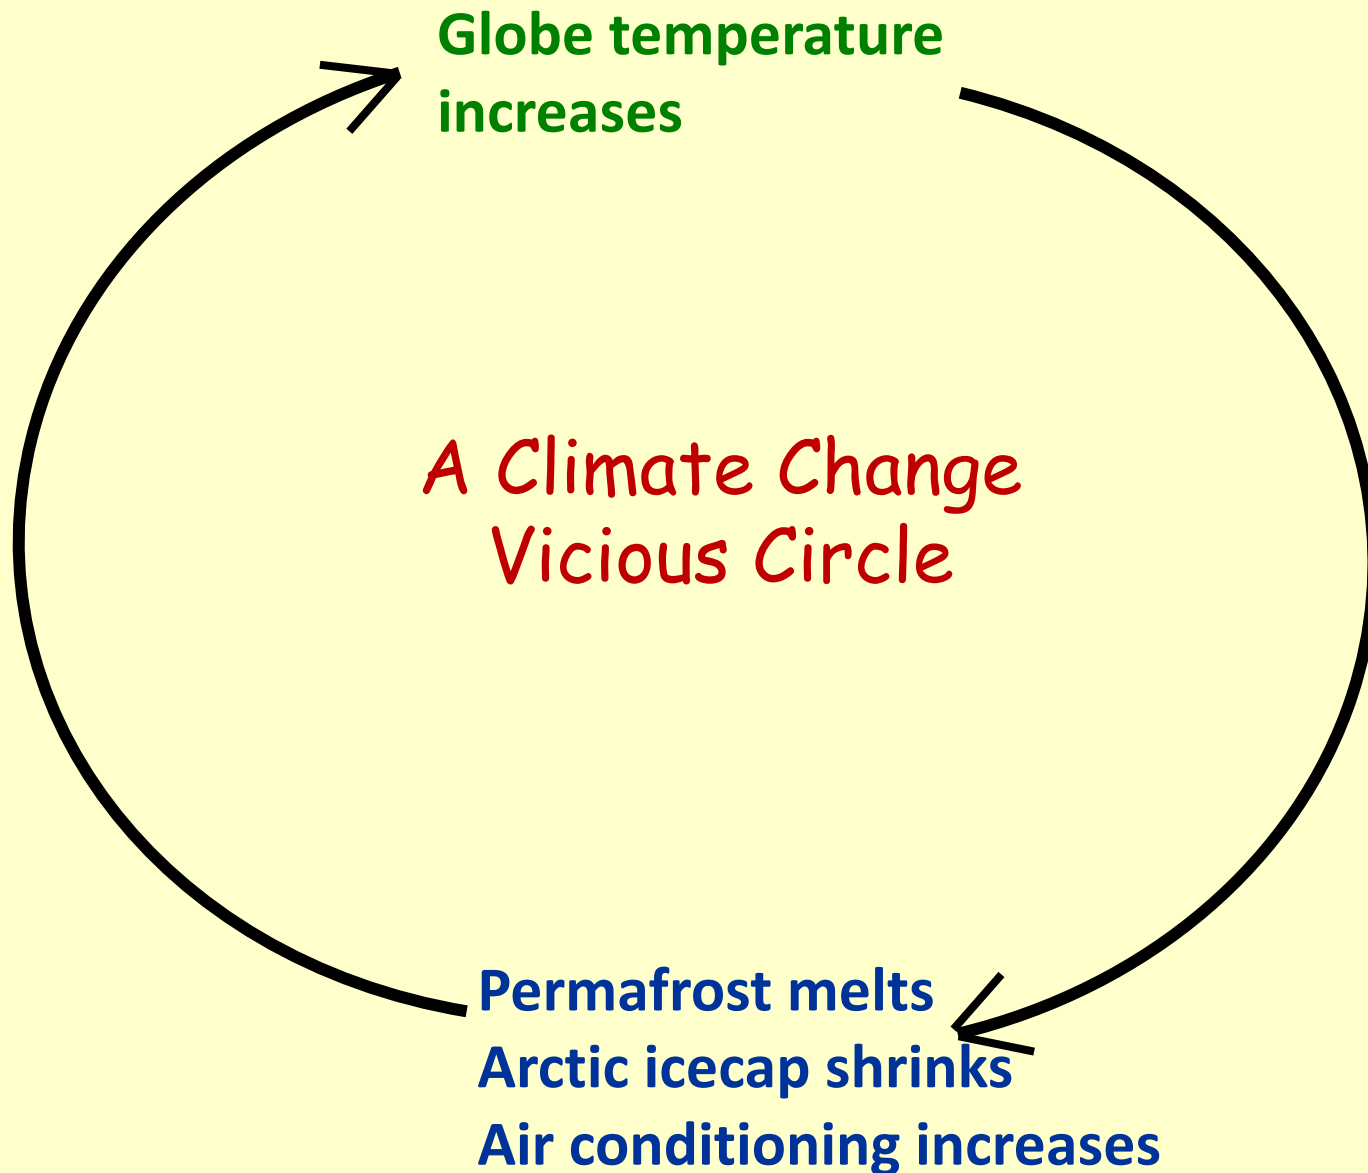 Globe temperature
increases
A Climate Change
Vicious Circle
Permafrost melts
Arctic icecap shrinks
Air conditioning increases